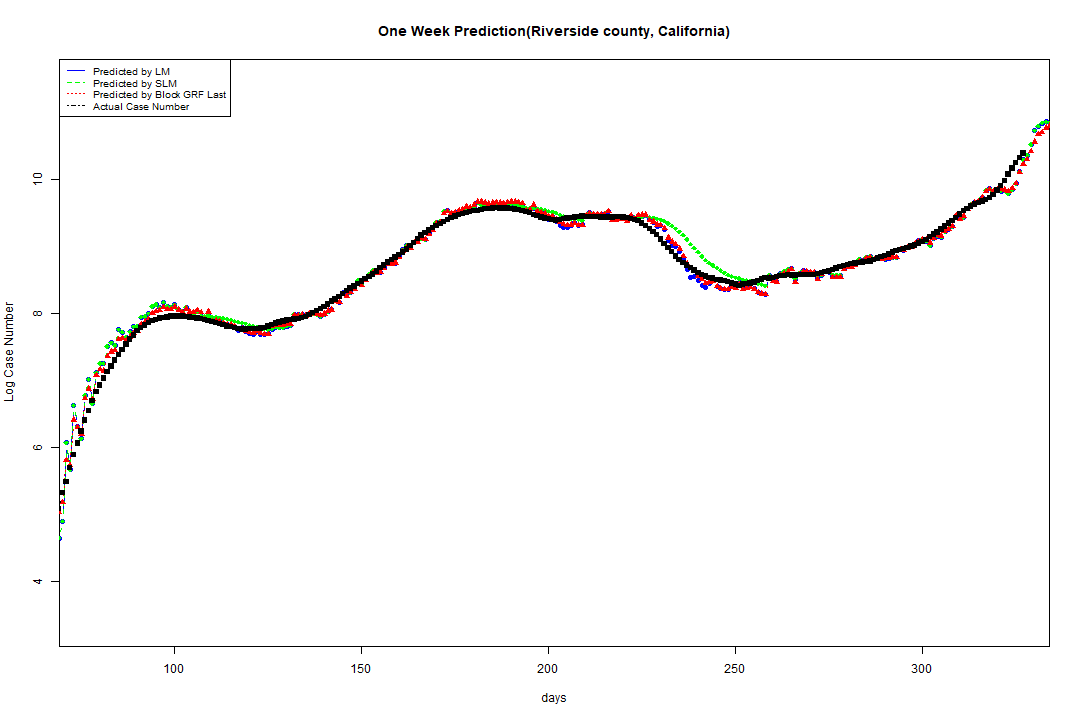 One Week Prediction(Riverside county, California)
Predicted by LM
Predicted by SLM
Predicted by Block GRF Last
Actual Case Number
Log Case Number
10
8
6
4
100 150 200 250 300
days